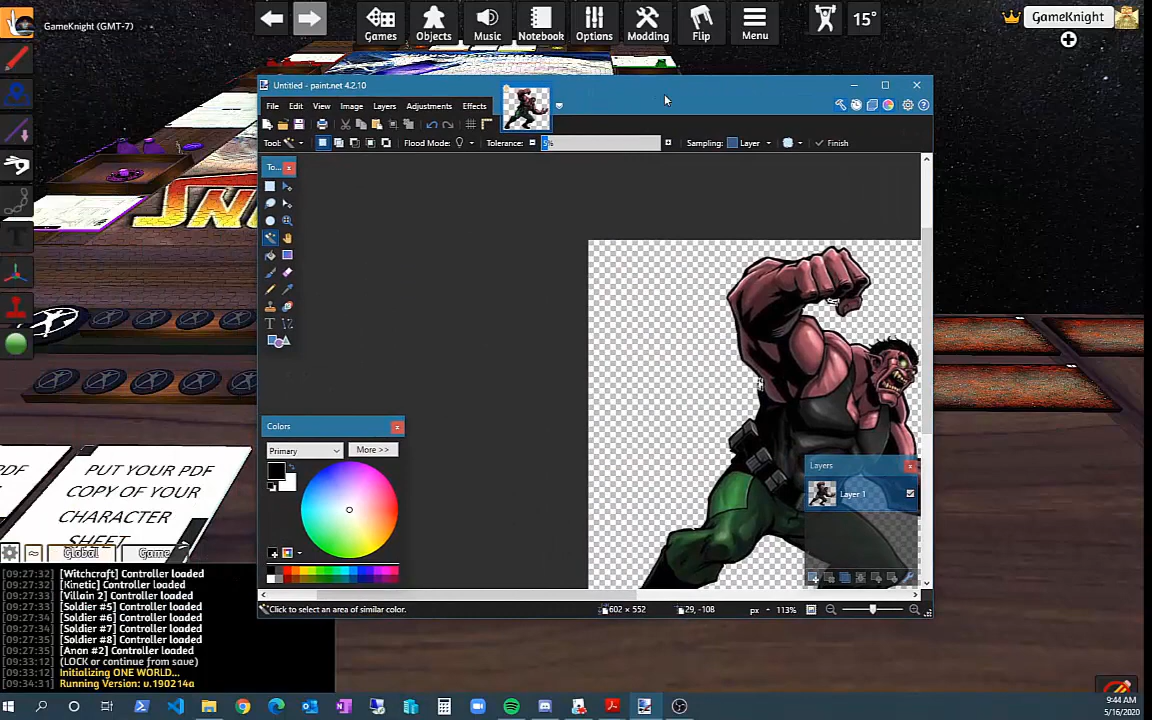 GameKnight (GMT-7)
Games
Objects
Music
Notebook
Options
Modding
Flip
Menu
15°
GameKnight
Untitled - paint.net 4.2.10
File Edit View Image Layers Adjustments Effects
Tool: Flood Mode: Tolerance: 5% Sampling: Layer Finish
To...
Colors
Primary
More >>
Layers
Layer 1
Click to select an area of similar color.
602 × 552
29, -108
px
113%
PUT YOUR PDF
COPY OF YOUR
CHARACTER
SHEET
Global
Game
[09:27:32] [Witchcraft] Controller loaded
[09:27:32] [Kinetic] Controller loaded
[09:27:33] [Villain 2] Controller loaded
[09:27:33] [Soldier #5] Controller loaded
[09:27:33] [Soldier #6] Controller loaded
[09:27:34] [Soldier #7] Controller loaded
[09:27:34] [Soldier #8] Controller loaded
[09:27:35] [Anon #2] Controller loaded
[09:33:12] (LOCK or continue from save)
[09:33:12] Initializing ONE WORLD...
[09:34:31] Running Version: v.190214a
9:44 AM
5/16/2020